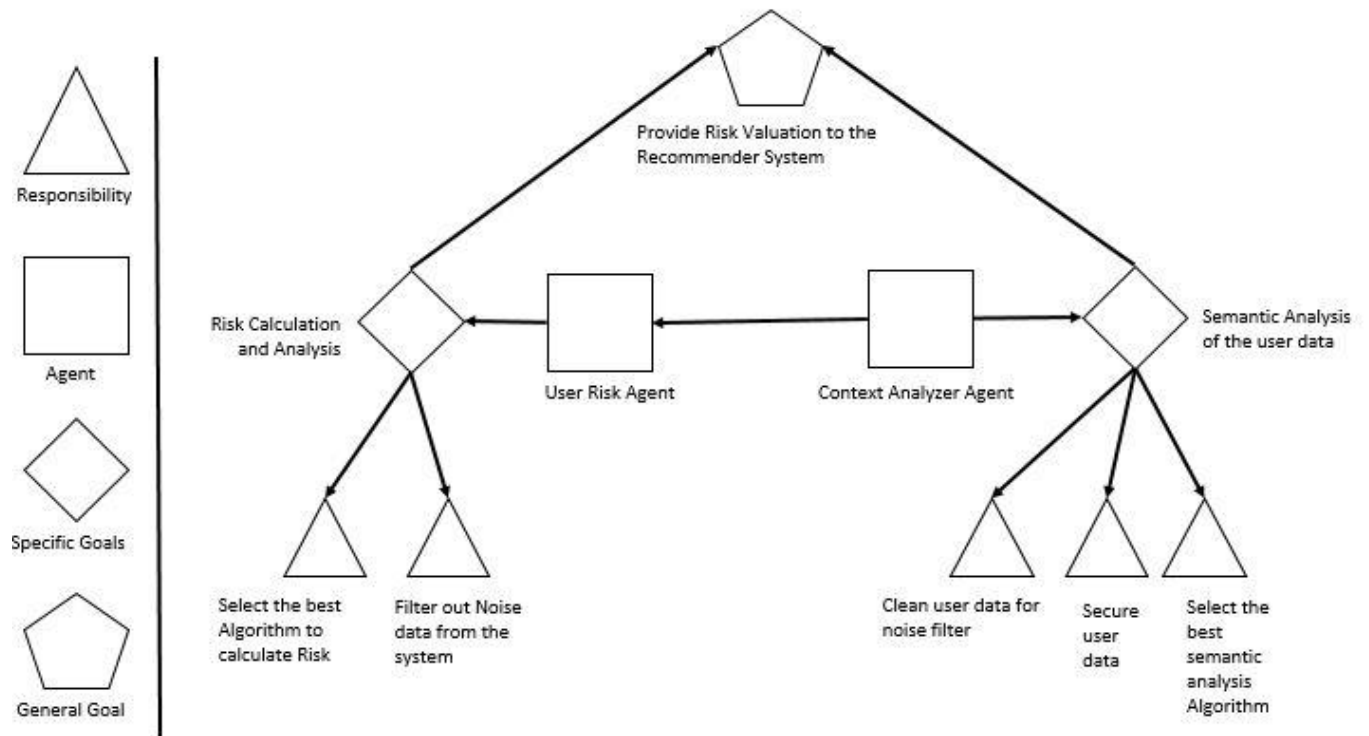 Responsibility
Agent
Specific Goals
General Goal
Provide Risk Valuation to the
Recommender System
Risk Calculation
and Analysis
User Risk Agent
Context Analyzer Agent
Semantic Analysis
of the user data
Select the best
Algorithm to
calculate Risk
Filter out Noise
data from the
system
Clean user data for
noise filter
Secure
user
data
Select the
best
semantic
analysis
Algorithm